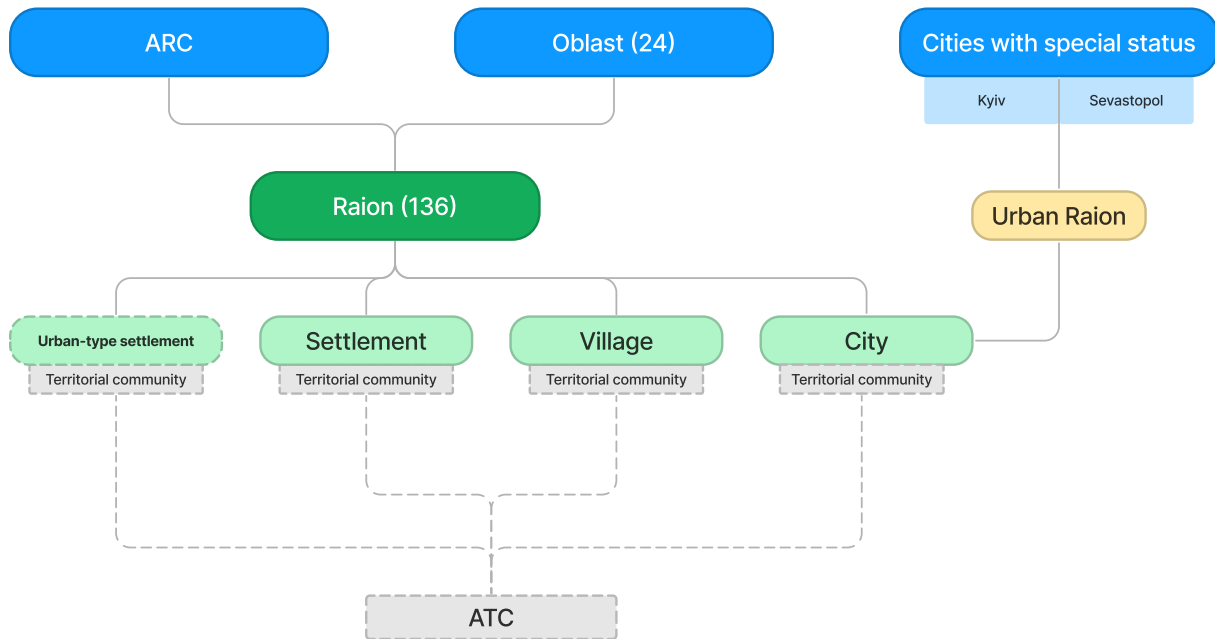 ARC
Oblast (24)
Cities with special status
Kyiv
Sevastopol
Raion (136)
Urban Raion
Urban-type settlement
Settlement
Village
City
Territorial community
Territorial community
Territorial community
Territorial community
ATC